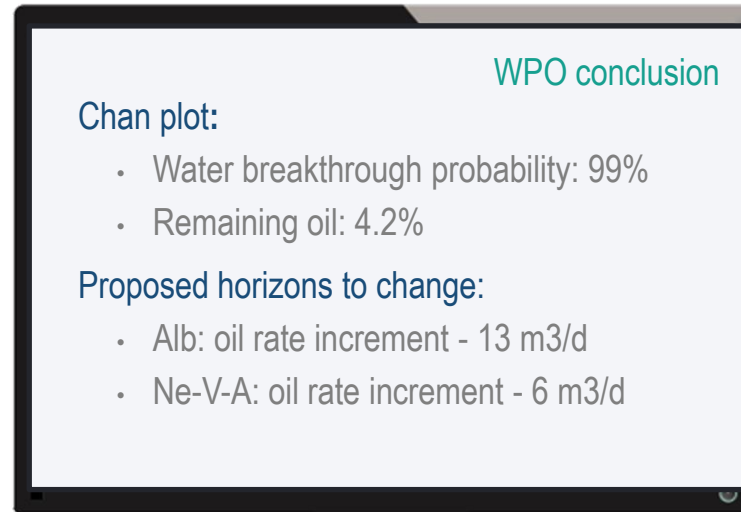 WPO conclusion
Chan plot:
• Water breakthrough probability: 99%
• Remaining oil: 4.2%
Proposed horizons to change:
• Alb: oil rate increment - 13 m3/d
• Ne-V-A: oil rate increment - 6 m3/d